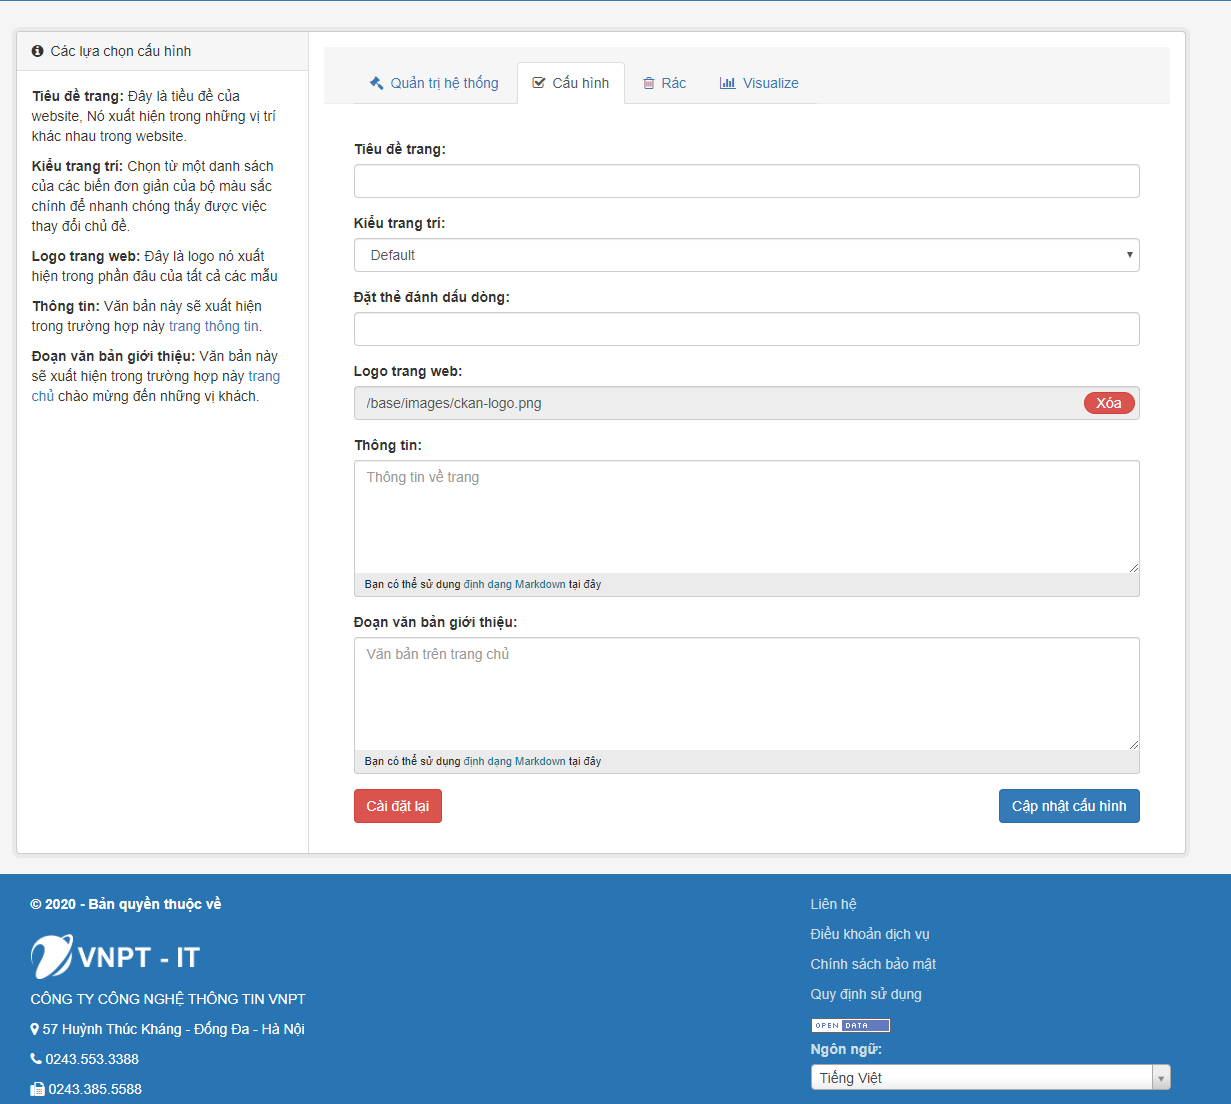 Các lựa chọn cấu hình
Tiêu đề trang: Đây là tiêu đề của
website, Nó xuất hiện trong những vị trí
khác nhau trong website.
Kiểu trang trí: Chọn từ một danh sách
của các biến đơn giản của bộ màu sắc
chính để nhanh chóng thấy được việc
thay đổi chủ đề.
Logo trang web: Đây là logo nó xuất
hiện trong phần đâu của tất cả các mẫu
Thông tin: Văn bản này sẽ xuất hiện
trong trường hợp này trang thông tin.
Đoạn văn bản giới thiệu: Văn bản này
sẽ xuất hiện trong trường hợp này trang
chủ chào mừng đến những vị khách.
Quản trị hệ thống
Cấu hình
Rác
Visualize
Tiêu đề trang:
Kiểu trang trí:
Default
Đặt thẻ đánh dấu dòng:
Logo trang web:
/base/images/ckan-logo.png
Xóa
Thông tin:
Thông tin về trang
Bạn có thể sử dụng định dạng Markdown tại đây
Đoạn văn bản giới thiệu:
Văn bản trên trang chủ
Bạn có thể sử dụng định dạng Markdown tại đây
Cài đặt lại
Cập nhật cấu hình
© 2020 - Bản quyền thuộc về
VNPT - IT
CÔNG TY CÔNG NGHỆ THÔNG TIN VNPT
57 Huỳnh Thúc Kháng - Đống Đa - Hà Nội
0243.553.3388
0243.385.5588
Liên hệ
Điều khoản dịch vụ
Chính sách bảo mật
Quy định sử dụng
OPEN DATA
Ngôn ngữ:
Tiếng Việt